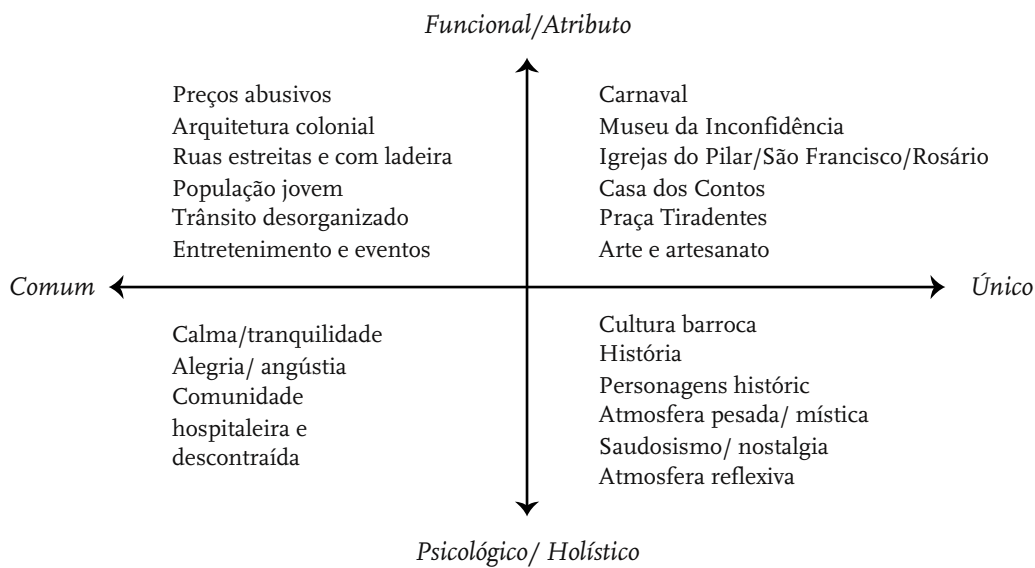 Funcional/Atributo
Preços abusivos
Arquitetura colonial
Ruas estreitas e com ladeira
População jovem
Trânsito desorganizado
Entretenimento e eventos
Carnaval
Museu da Inconfidência
Igrejas do Pilar/São Francisco/Rosário
Casa dos Contos
Praça Tiradentes
Arte e artesanato
Comum
Único
Calma/tranquilidade
Alegria/ angústia
Comunidade
hospitaleira e
descontraída
Cultura barroca
História
Personagens históric
Atmosfera pesada/ mística
Saudosismo/ nostalgia
Atmosfera reflexiva
Psicológico/ Holístico